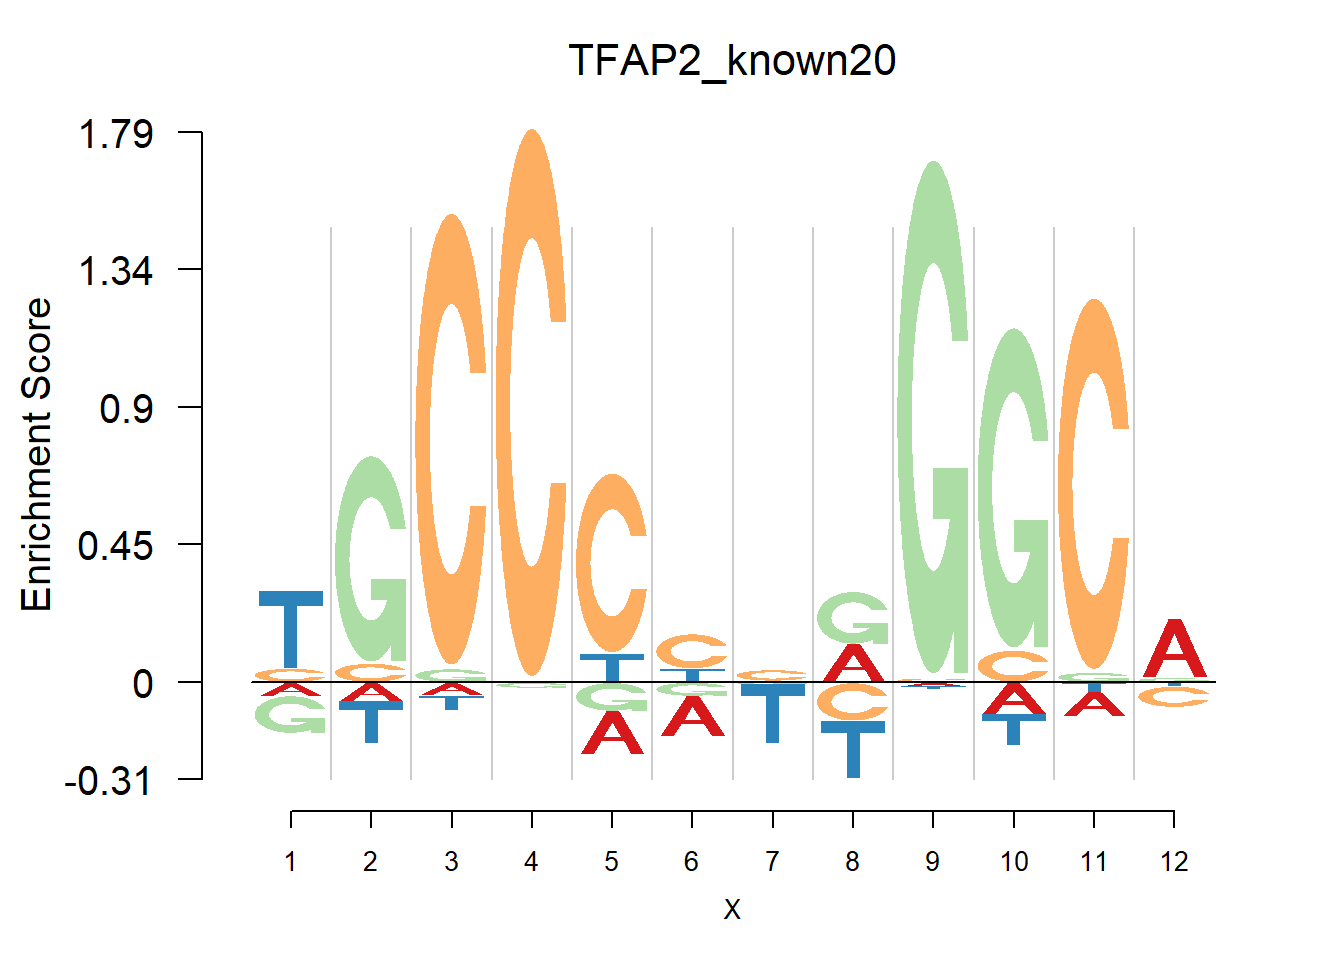 TFAP2_known20
Enrichment Score
1.79
1.34
0.9
0.45
0
-0.31
T G C C C C C G G G C A
C C G T T T A C G
A A A G G G T C A A T T
G T T A A T T T A C
1 2 3 4 5 6 7 8 9 10 11 12
X